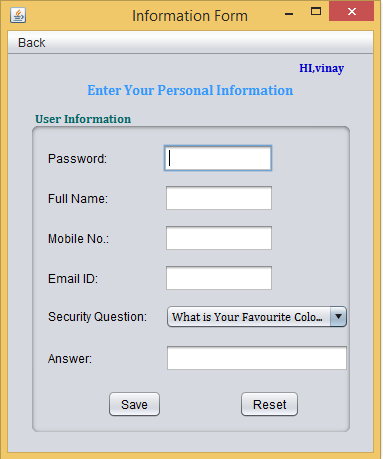 Information Form
Back
HI,vinay
Enter Your Personal Information
User Information
Password:
Full Name:
Mobile No.:
Email ID:
Security Question: What is Your Favourite Colo...
Answer:
Save Reset